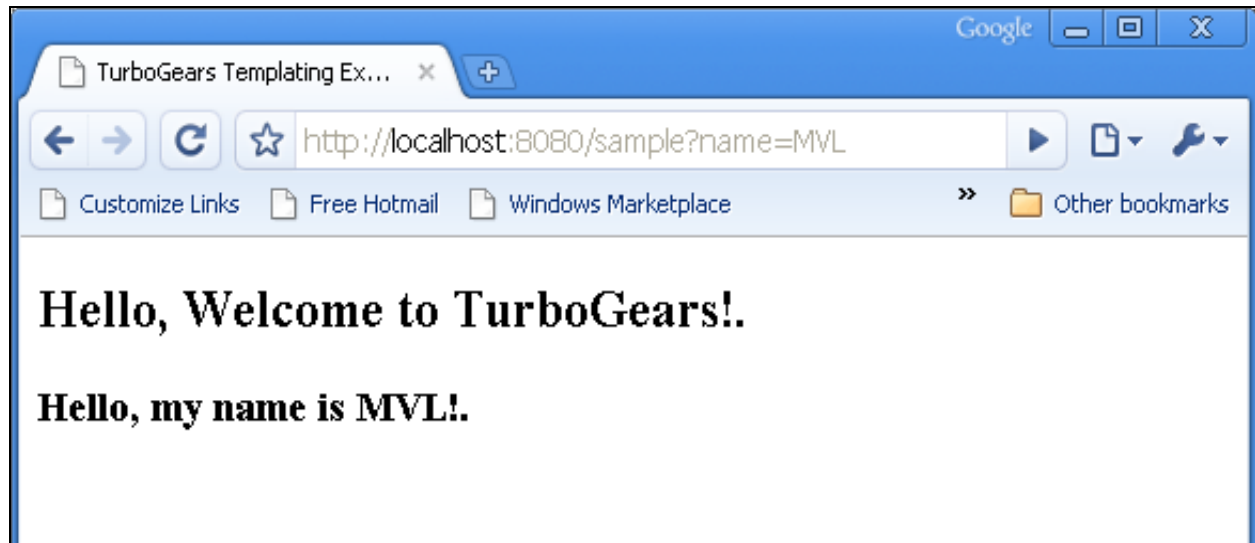 Google
TurboGears Templating Ex...
http://localhost:8080/sample?name=MVL
Customize Links Free Hotmail Windows Marketplace » Other bookmarks
Hello, Welcome to TurboGears!.
Hello, my name is MVL!.